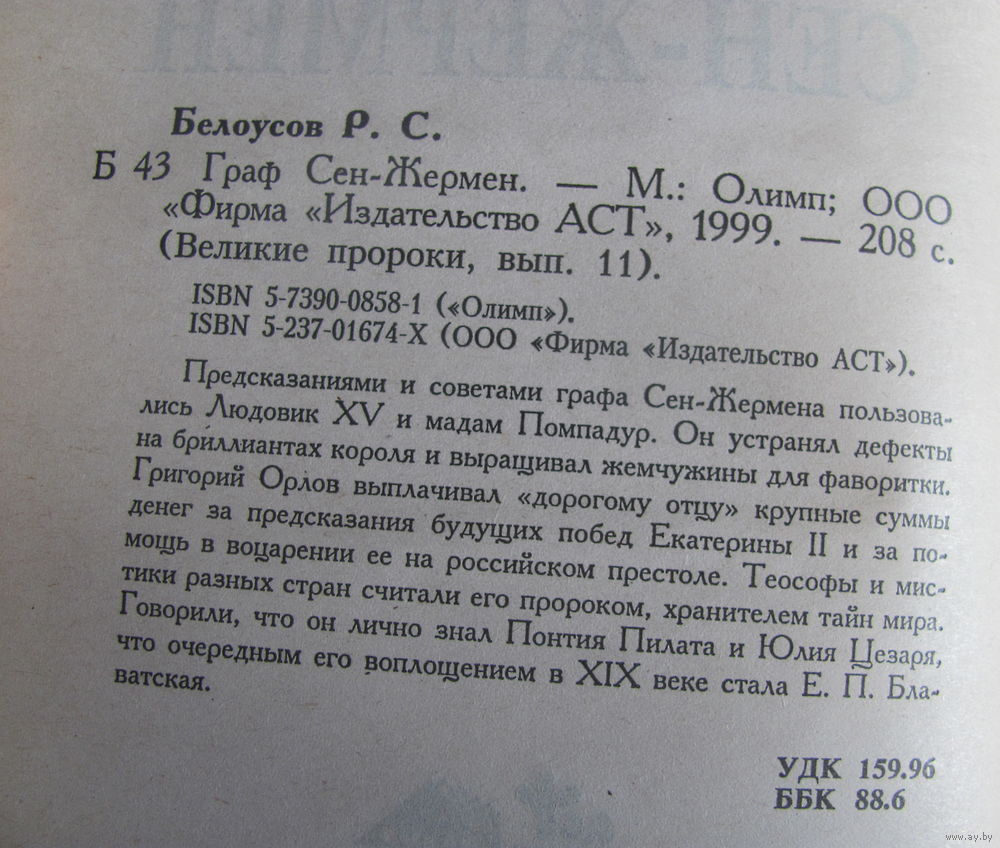 СЕН-ЖЕРМЕН
Белоусов Р. С.
Б 43 Граф Сен-Жермен. — М.: Олимп; ООО
«Фирма «Издательство АСТ», 1999. — 208 с.
(Великие пророки, вып. 11).
ISBN 5-7390-0858-1 («Олимп»).
ISBN 5-237-01674-X (ООО «Фирма «Издательство АСТ»).
Предсказаниями и советами графа Сен-Жермена пользова-
лись Людовик XV и мадам Помпадур. Он устранял дефекты
на бриллиантах короля и выращивал жемчужины для фаворитки.
Григорий Орлов выплачивал «дорогому отцу» крупные суммы
денег за предсказания будущих побед Екатерины II и за по-
мощь в воцарении ее на российском престоле. Теософы и мис-
тики разных стран считали его пророком, хранителем тайн мира.
Говорили, что он лично знал Понтия Пилата и Юлия Цезаря,
что очередным его воплощением в XIX веке стала Е. П. Бла-
ватская.
УДК 159.96
ББК 88.6
www.ay.by